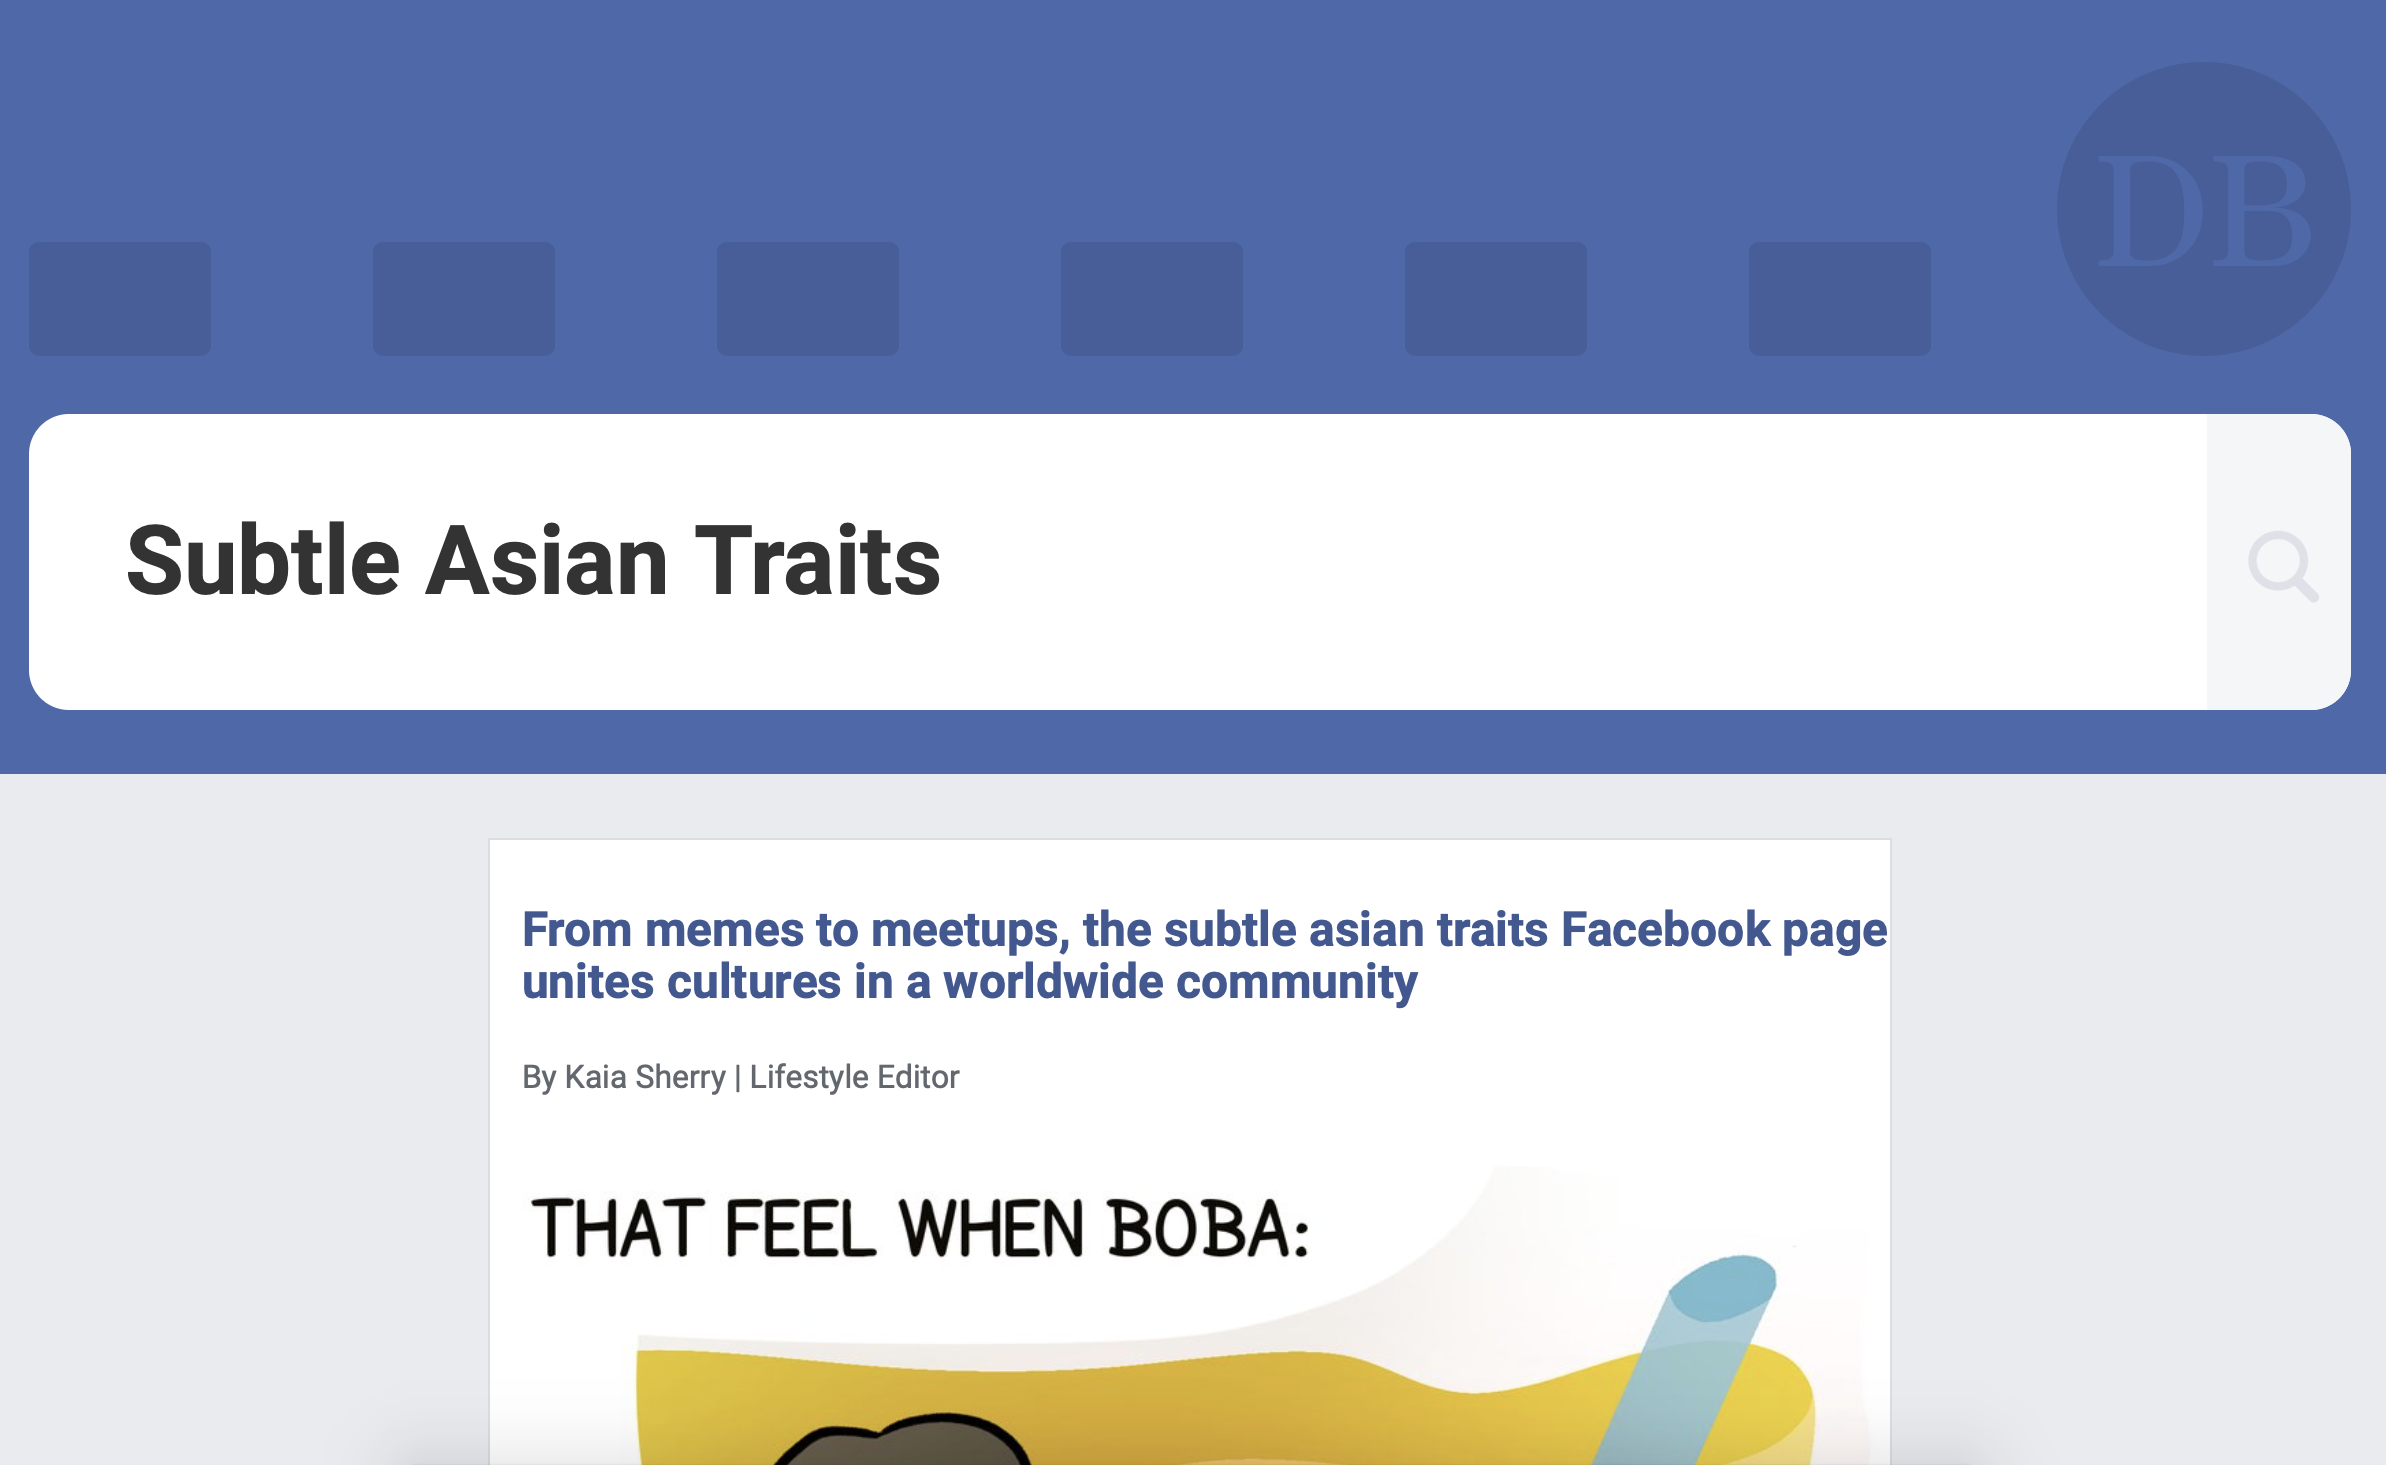 DB
Subtle Asian Traits
From memes to meetups, the subtle asian traits Facebook page
unites cultures in a worldwide community
By Kaia Sherry | Lifestyle Editor
THAT FEEL WHEN BOBA: